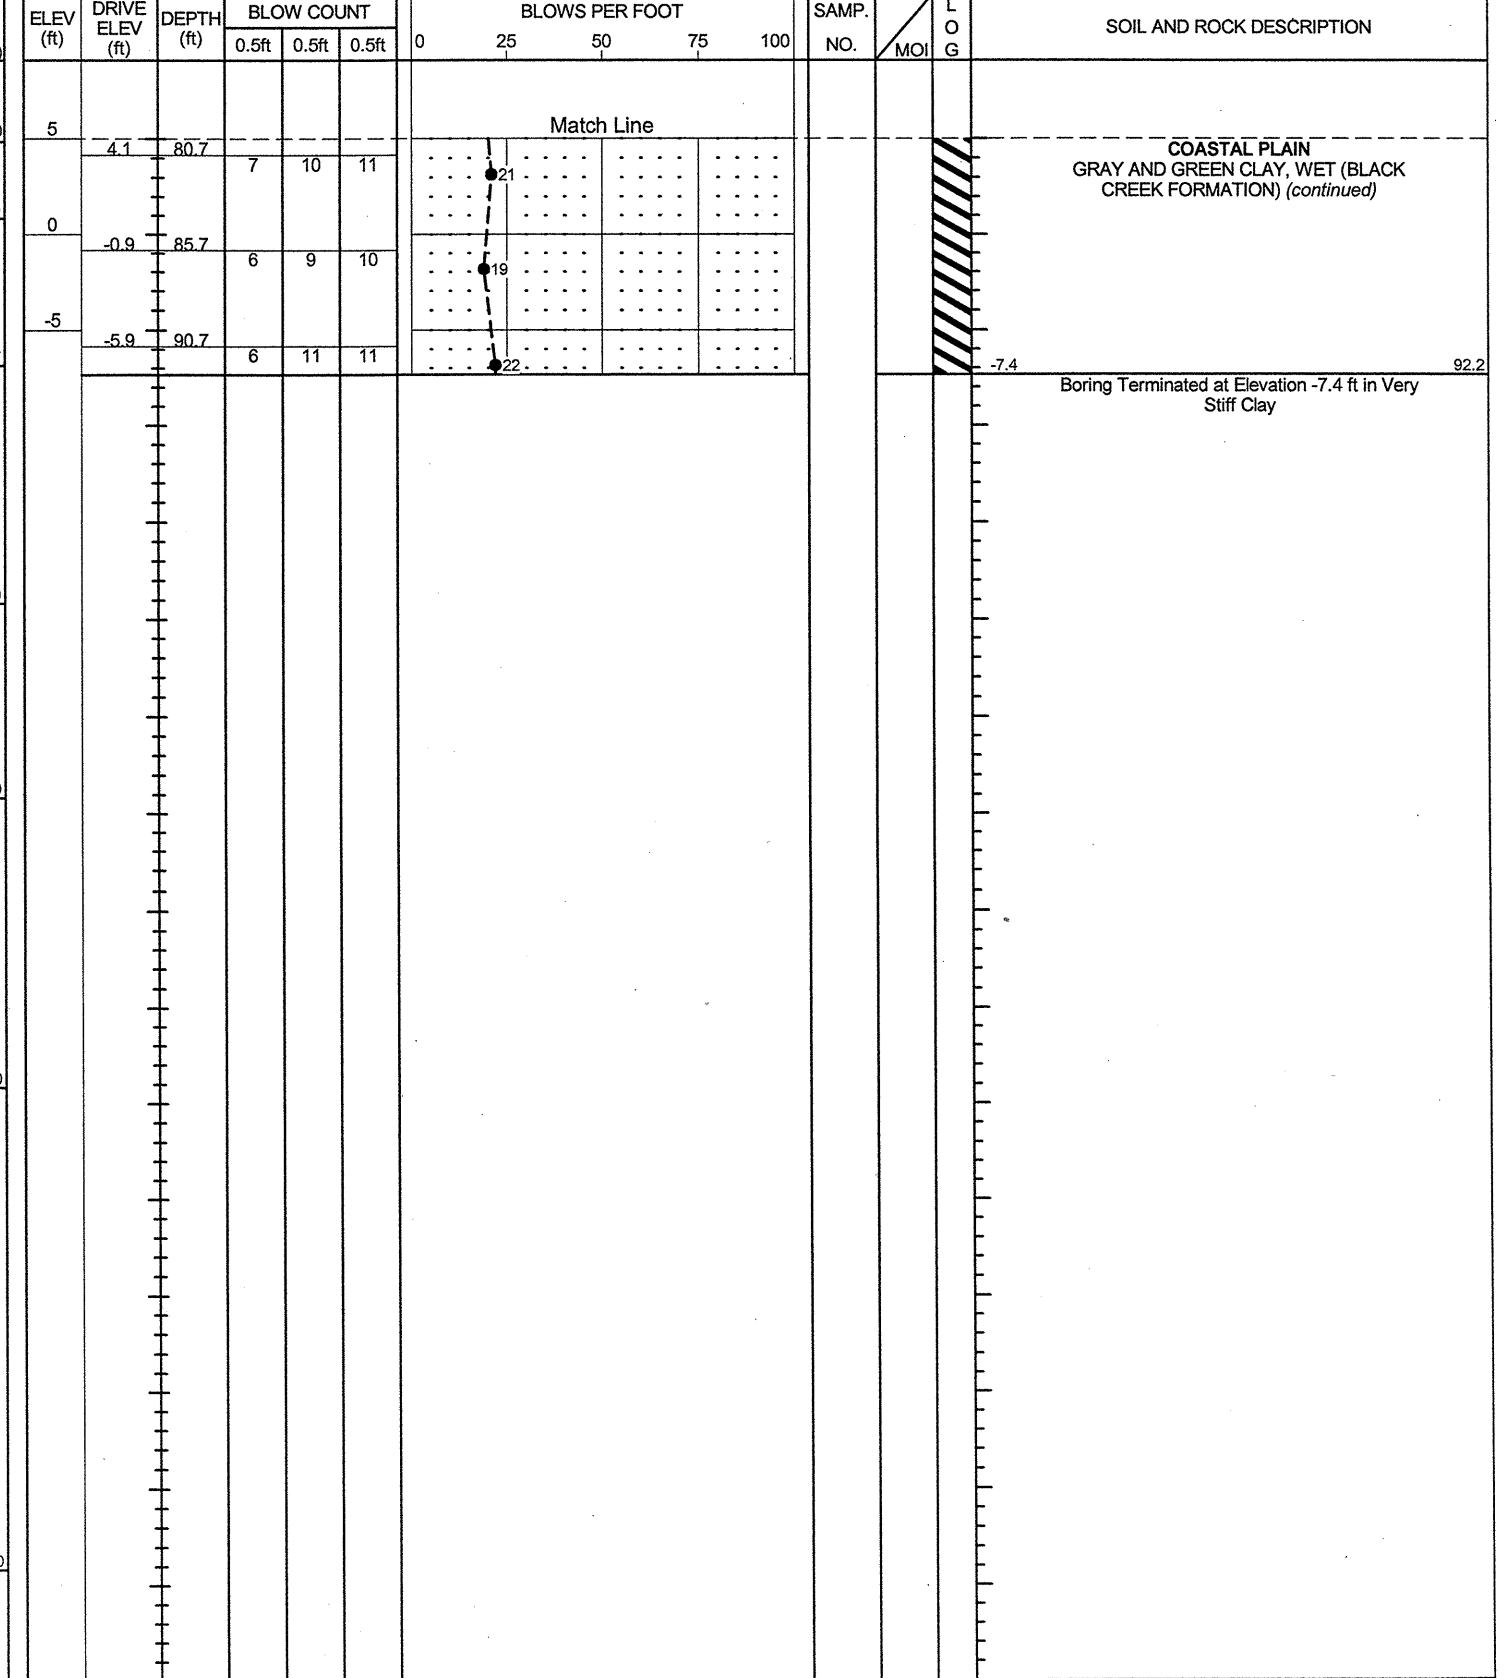 ELEV (ft)
DRIVE ELEV (ft)
DEPTH (ft)
BLOW COUNT
0.5ft 0.5ft 0.5ft
BLOWS PER FOOT
0 25 50 75 100
SAMP. NO.
MOI
L O G
SOIL AND ROCK DESCRIPTION
Match Line
5
4.1 80.7
7 10 11
21
COASTAL PLAIN
GRAY AND GREEN CLAY, WET (BLACK
CREEK FORMATION) (continued)
0
-0.9 85.7
6 9 10
19
-5
-5.9 90.7
6 11 11
22
-7.4 92.2
Boring Terminated at Elevation -7.4 ft in Very
Stiff Clay